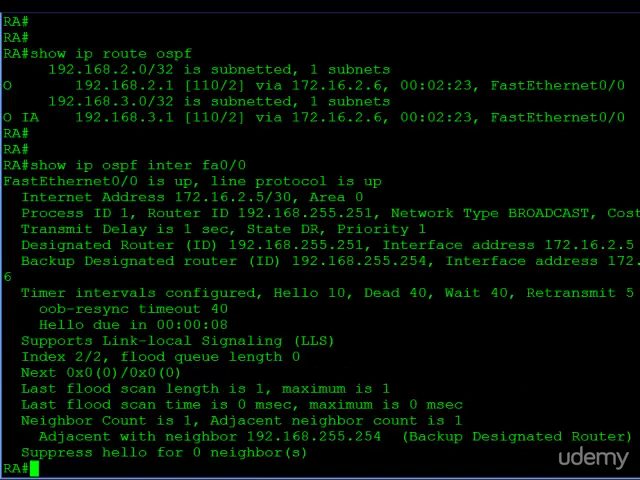 RA#
RA#
RA#show ip route ospf
192.168.2.0/32 is subnetted, 1 subnets
O 192.168.2.1 [110/2] via 172.16.2.6, 00:02:23, FastEthernet0/0
192.168.3.0/32 is subnetted, 1 subnets
O IA 192.168.3.1 [110/2] via 172.16.2.6, 00:02:23, FastEthernet0/0
RA#
RA#
RA#show ip ospf inter fa0/0
FastEthernet0/0 is up, line protocol is up
Internet Address 172.16.2.5/30, Area 0
Process ID 1, Router ID 192.168.255.251, Network Type BROADCAST, Cost
Transmit Delay is 1 sec, State DR, Priority 1
Designated Router (ID) 192.168.255.251, Interface address 172.16.2.5
Backup Designated router (ID) 192.168.255.254, Interface address 172.
6
Timer intervals configured, Hello 10, Dead 40, Wait 40, Retransmit 5
oob-resync timeout 40
Hello due in 00:00:08
Supports Link-local Signaling (LLS)
Index 2/2, flood queue length 0
Next 0x0(0)/0x0(0)
Last flood scan length is 1, maximum is 1
Last flood scan time is 0 msec, maximum is 0 msec
Neighbor Count is 1, Adjacent neighbor count is 1
Adjacent with neighbor 192.168.255.254 (Backup Designated Router)
Suppress hello for 0 neighbor(s)
RA#
udemy